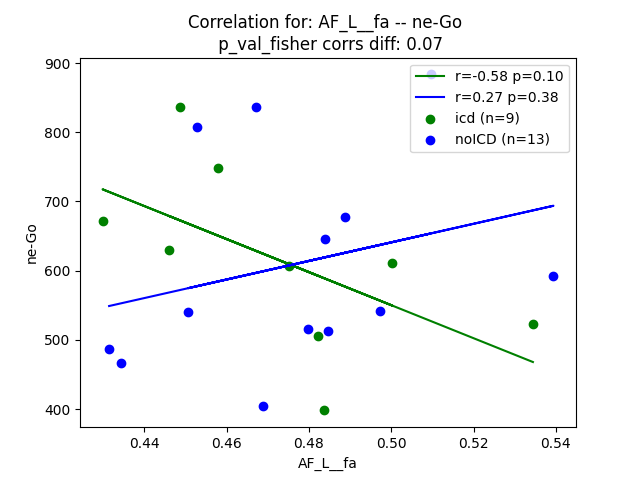 Correlation for: AF_L__fa -- ne-Go
p_val_fisher corrs diff: 0.07
900
800
700
600
500
400
ne-Go
r=-0.58 p=0.10
r=0.27 p=0.38
icd (n=9)
noICD (n=13)
0.44
0.46
0.48
0.50
0.52
0.54
AF_L__fa